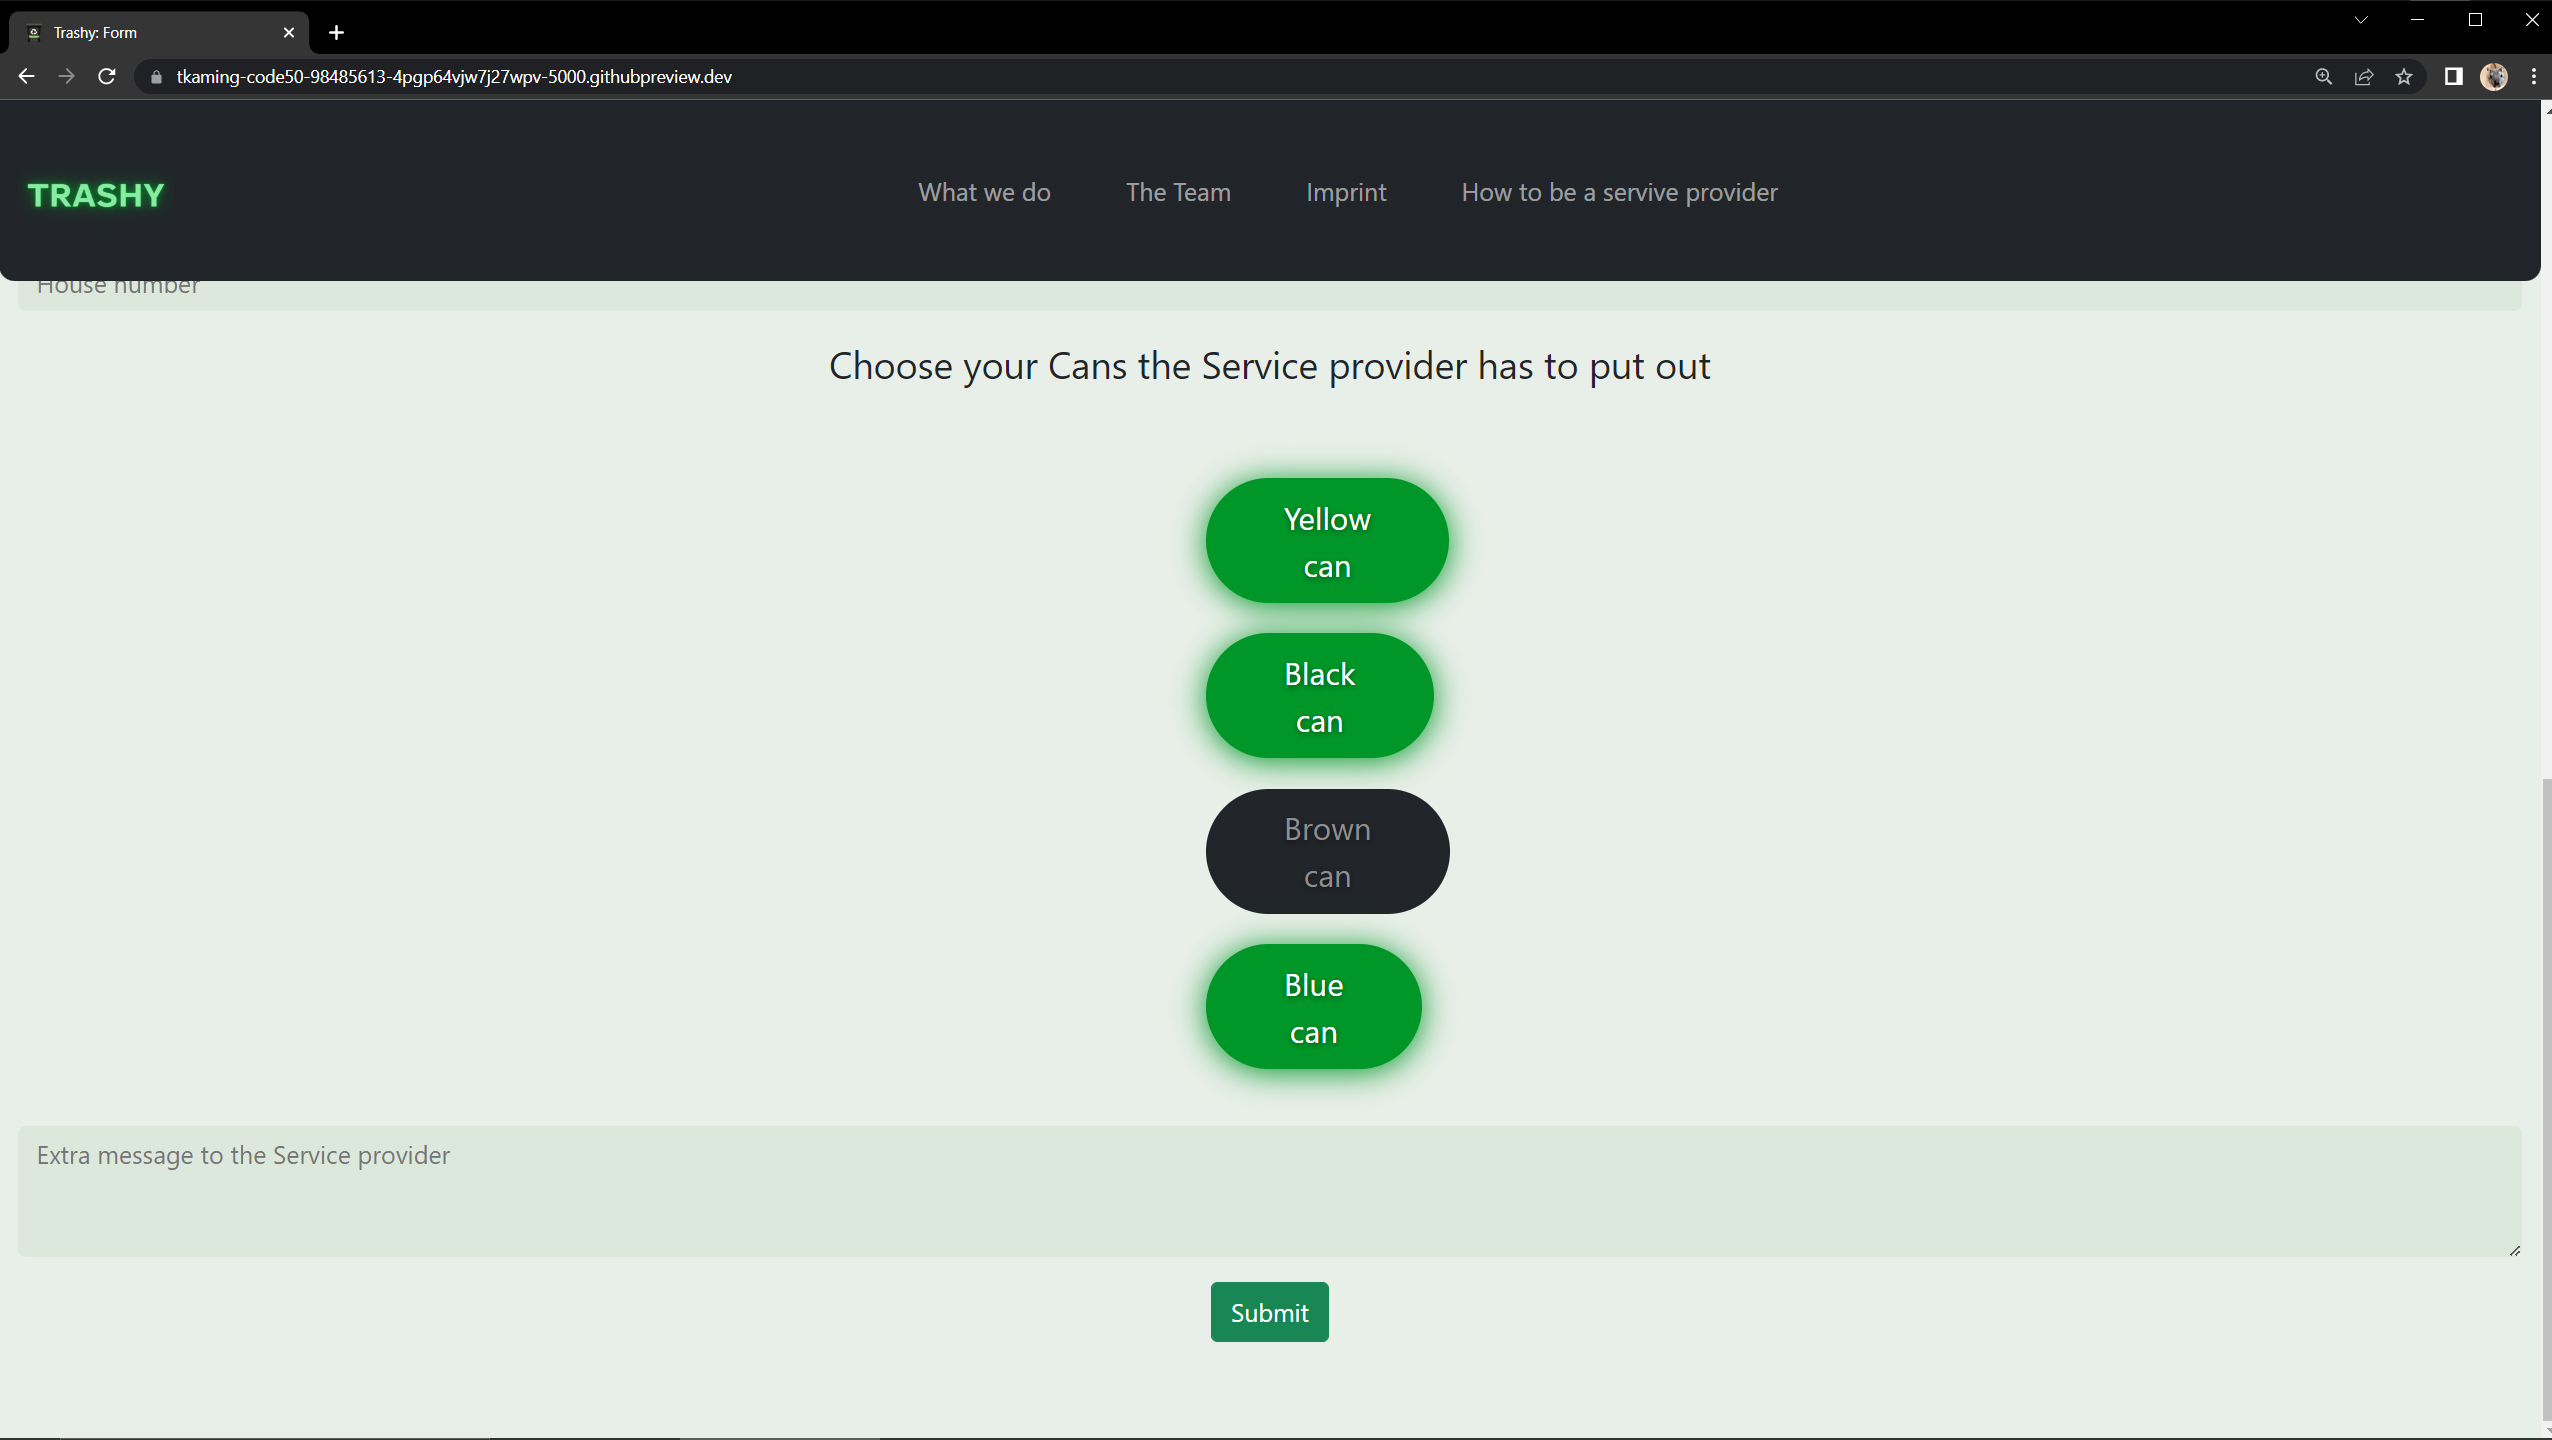 Trashy: Form
tkaming-code50-98485613-4pgp64vjw7j27wpv-5000.githubpreview.dev
TRASHY
What we do
The Team
Imprint
How to be a servive provider
House number
Choose your Cans the Service provider has to put out
Yellow
can
Black
can
Brown
can
Blue
can
Extra message to the Service provider
Submit